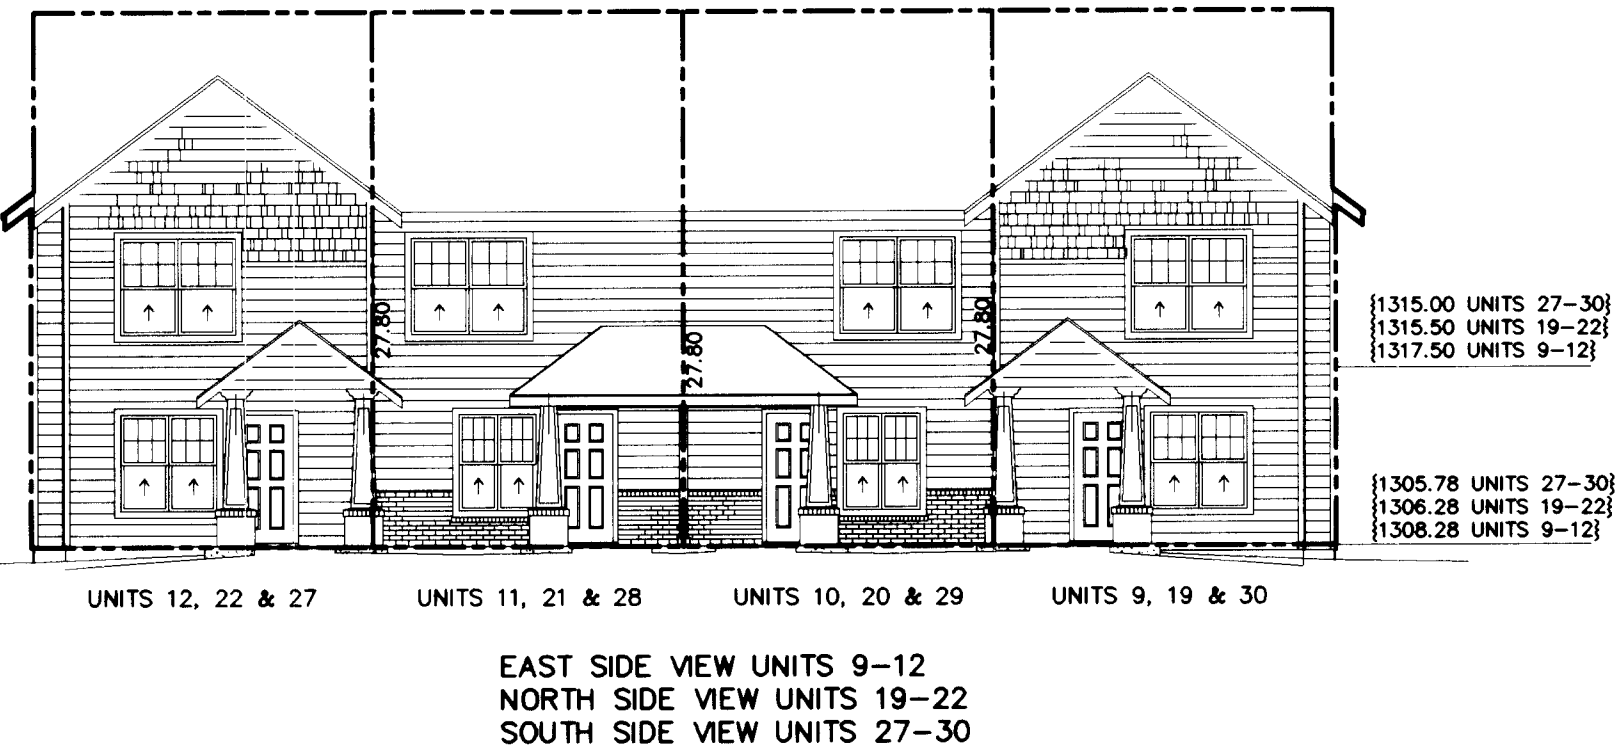 27.80
27.80
27.80
{1315.00 UNITS 27-30}
{1315.50 UNITS 19-22}
{1317.50 UNITS 9-12}
{1305.78 UNITS 27-30}
{1306.28 UNITS 19-22}
{1308.28 UNITS 9-12}
UNITS 12, 22 & 27
UNITS 11, 21 & 28
UNITS 10, 20 & 29
UNITS 9, 19 & 30
EAST SIDE VIEW UNITS 9-12
NORTH SIDE VIEW UNITS 19-22
SOUTH SIDE VIEW UNITS 27-30